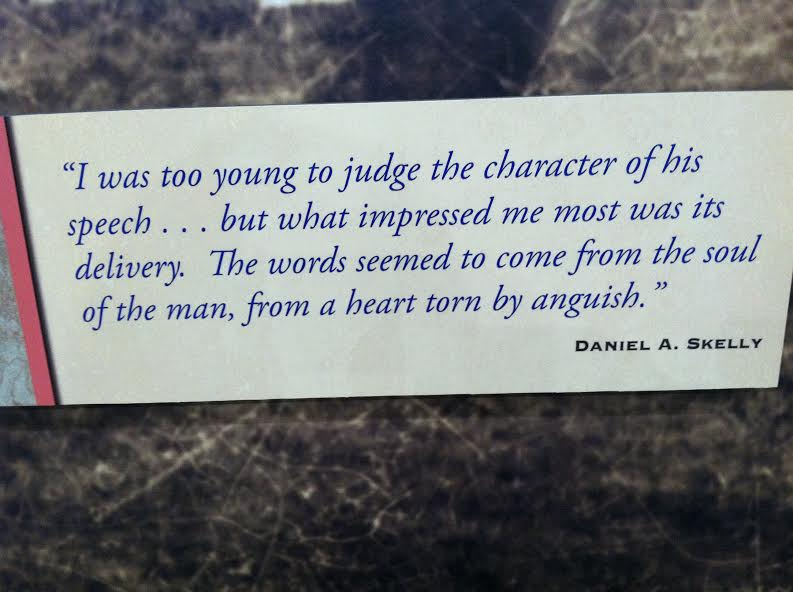 “I was too young to judge the character of his
speech . . . but what impressed me most was its
delivery.  The words seemed to come from the soul
of the man, from a heart torn by anguish.”
DANIEL A. SKELLY